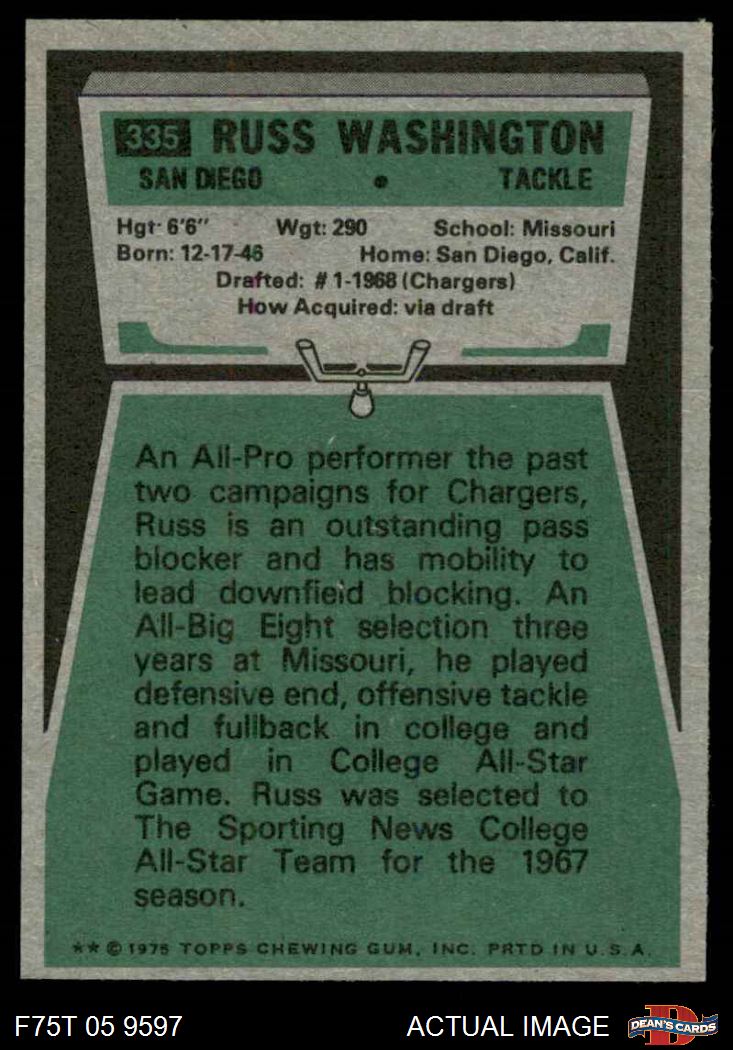 335 RUSS WASHINGTON
SAN DIEGO • TACKLE
Hgt: 6'6" Wgt: 290 School: Missouri
Born: 12-17-46 Home: San Diego, Calif.
Drafted: #1-1968 (Chargers)
How Acquired: via draft
An All-Pro performer the past
two campaigns for Chargers,
Russ is an outstanding pass
blocker and has mobility to
lead downfield blocking. An
All-Big Eight selection three
years at Missouri, he played
defensive end, offensive tackle
and fullback in college and
played in College All-Star
Game. Russ was selected to
The Sporting News College
All-Star Team for the 1967
season.
★★ © 1975 TOPPS CHEWING GUM, INC. PRTD IN U.S.A.
F75T 05 9597 ACTUAL IMAGE DEAN'S CARDS